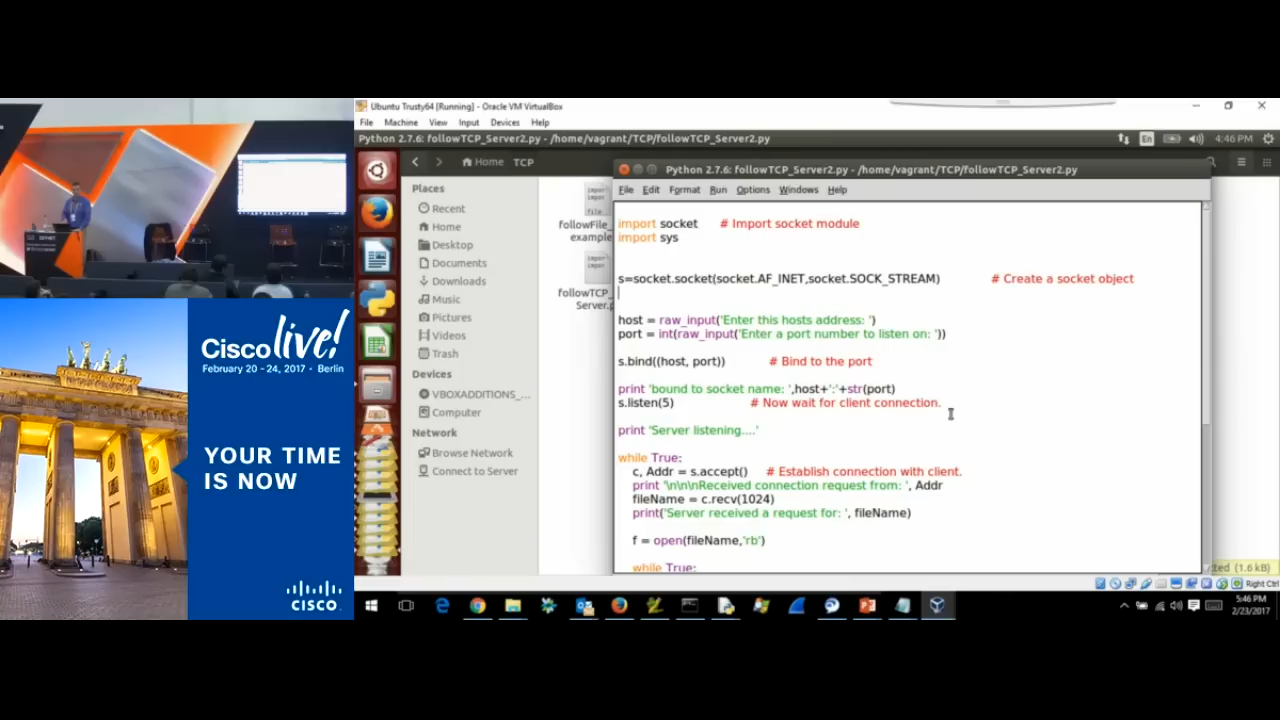 Cisco live!
February 20 - 24, 2017 • Berlin
YOUR TIME
IS NOW
CISCO
Ubuntu Trusty64 [Running] - Oracle VM VirtualBox
File Machine View Input Devices Help
Python 2.7.6: followTCP_Server2.py - /home/vagrant/TCP/followTCP_Server2.py
En
4:46 PM
Home TCP
Places
Recent
Home
Desktop
Documents
Downloads
Music
Pictures
Videos
Trash
Devices
VBOXADDITIONS_...
Computer
Network
Browse Network
Connect to Server
followFile_
example
followTCP_
Server.p
Python 2.7.6: followTCP_Server2.py - /home/vagrant/TCP/followTCP_Server2.py
File Edit Format Run Options Windows Help
import socket # Import socket module
import sys
s=socket.socket(socket.AF_INET,socket.SOCK_STREAM) # Create a socket object
host = raw_input('Enter this hosts address: ')
port = int(raw_input('Enter a port number to listen on: '))
s.bind((host, port)) # Bind to the port
print 'bound to socket name: ',host+':'+str(port)
s.listen(5) # Now wait for client connection.
print 'Server listening....'
while True:
c, Addr = s.accept() # Establish connection with client.
print '\n\n\nReceived connection request from: ', Addr
fileName = c.recv(1024)
print('Server received a request for: ', fileName)
f = open(fileName,'rb')
while True:
(1.6 kB)
Right Ctrl
5:46 PM
2/23/2017